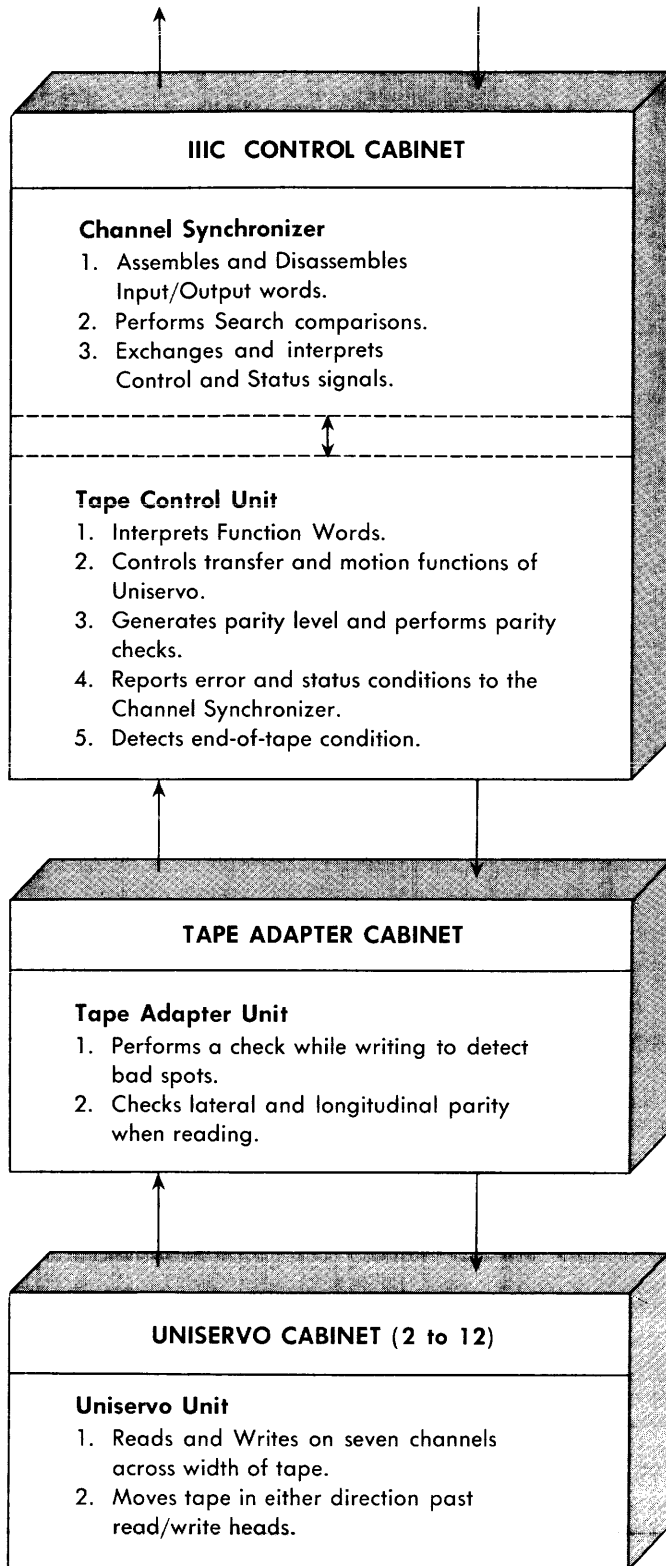 IIIC CONTROL CABINET
Channel Synchronizer
1. Assembles and Disassembles
Input/Output words.
2. Performs Search comparisons.
3. Exchanges and interprets
Control and Status signals.
Tape Control Unit
1. Interprets Function Words.
2. Controls transfer and motion functions of
Uniservo.
3. Generates parity level and performs parity
checks.
4. Reports error and status conditions to the
Channel Synchronizer.
5. Detects end-of-tape condition.
TAPE ADAPTER CABINET
Tape Adapter Unit
1. Performs a check while writing to detect
bad spots.
2. Checks lateral and longitudinal parity
when reading.
UNISERVO CABINET (2 to 12)
Uniservo Unit
1. Reads and Writes on seven channels
across width of tape.
2. Moves tape in either direction past
read/write heads.